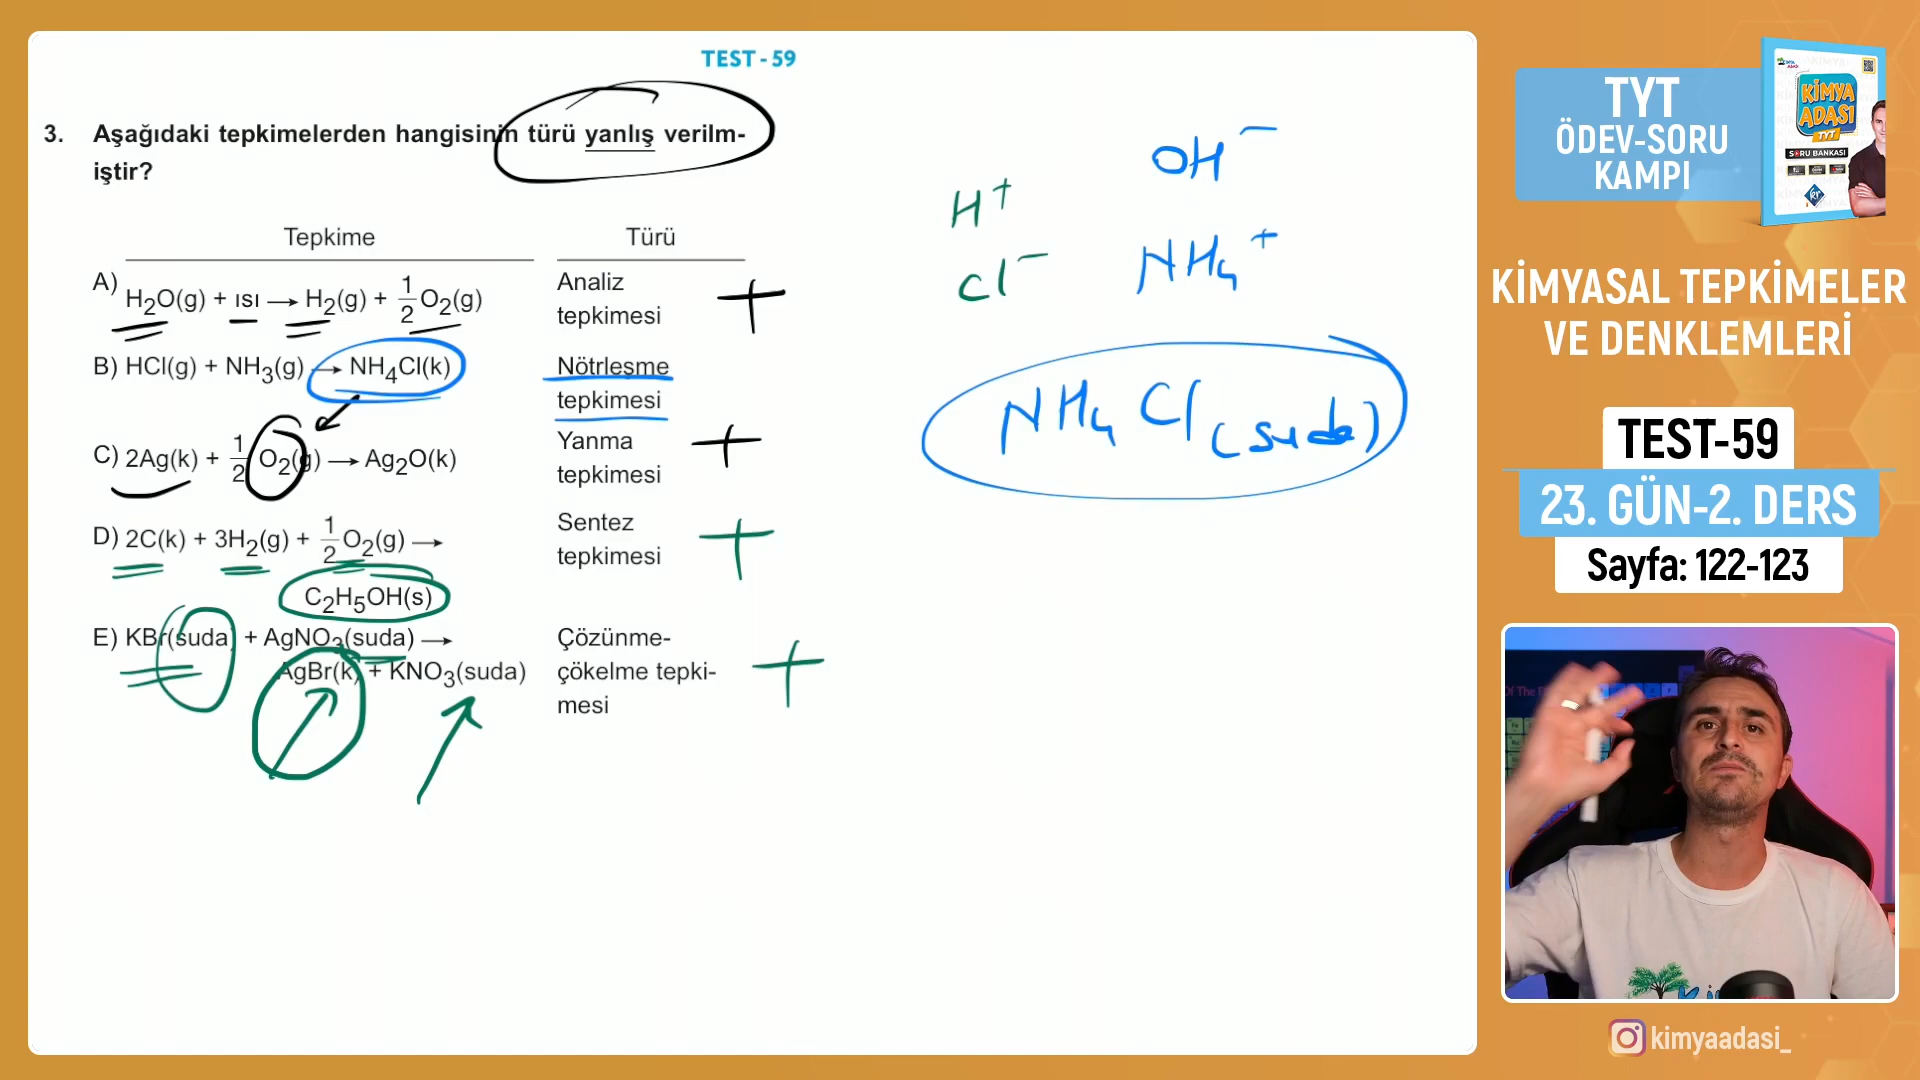 TEST - 59
3. Aşağıdaki tepkimelerden hangisinin türü yanlış verilm-
iştir?
Tepkime Türü
A) H2O(g) + ısı → H2(g) + 1/2 O2(g) Analiz
tepkimesi
B) HCl(g) + NH3(g) → NH4Cl(k) Nötrleşme
tepkimesi
C) 2Ag(k) + 1/2 O2(g) → Ag2O(k) Yanma
tepkimesi
D) 2C(k) + 3H2(g) + 1/2 O2(g) → Sentez
tepkimesi
C2H5OH(s)
E) KBr(suda) + AgNO3(suda) → Çözünme-
AgBr(k) + KNO3(suda) çökelme tepki-
mesi
OH⁻
H⁺
NH4⁺
Cl⁻
NH4Cl(suda)
TYT
ÖDEV-SORU
KAMPI
KİMYA
ADASI
TYT
SORU BANKASI
KİMYASAL TEPKİMELER
VE DENKLEMLERİ
TEST-59
23. GÜN-2. DERS
Sayfa: 122-123
kimyaadasi_